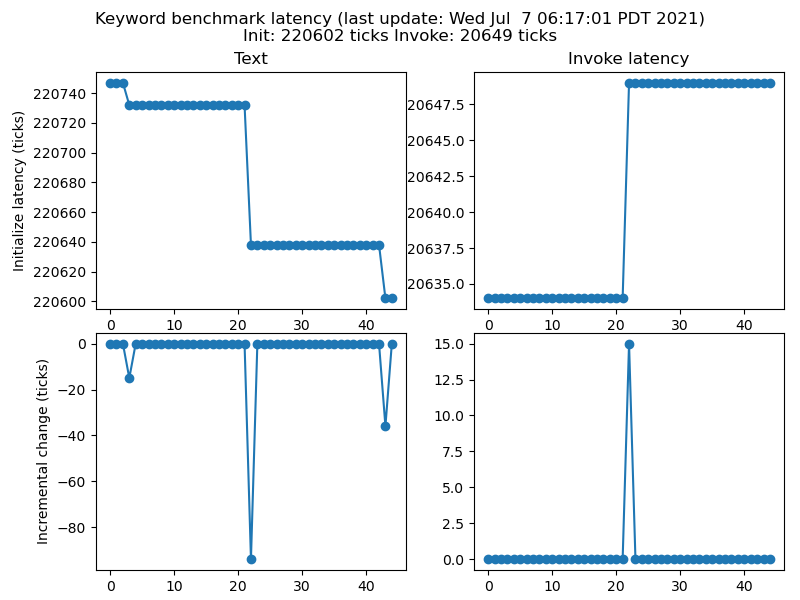 Keyword benchmark latency (last update: Wed Jul  7 06:17:01 PDT 2021)
Init: 220602 ticks Invoke: 20649 ticks
Text
Invoke latency
Initialize latency (ticks)
220740
220720
220700
220680
220660
220640
220620
220600
0 10 20 30 40
20647.5
20645.0
20642.5
20640.0
20637.5
20635.0
0 10 20 30 40
Incremental change (ticks)
0
−20
−40
−60
−80
0 10 20 30 40
15.0
12.5
10.0
7.5
5.0
2.5
0.0
0 10 20 30 40